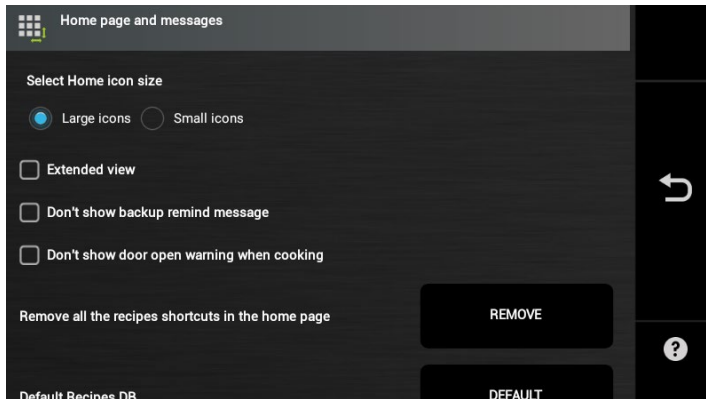 Home page and messages
Select Home icon size
Large icons Small icons
Extended view
Don't show backup remind message
Don't show door open warning when cooking
Remove all the recipes shortcuts in the home page REMOVE
Default Recipes DB DEFAULT
?